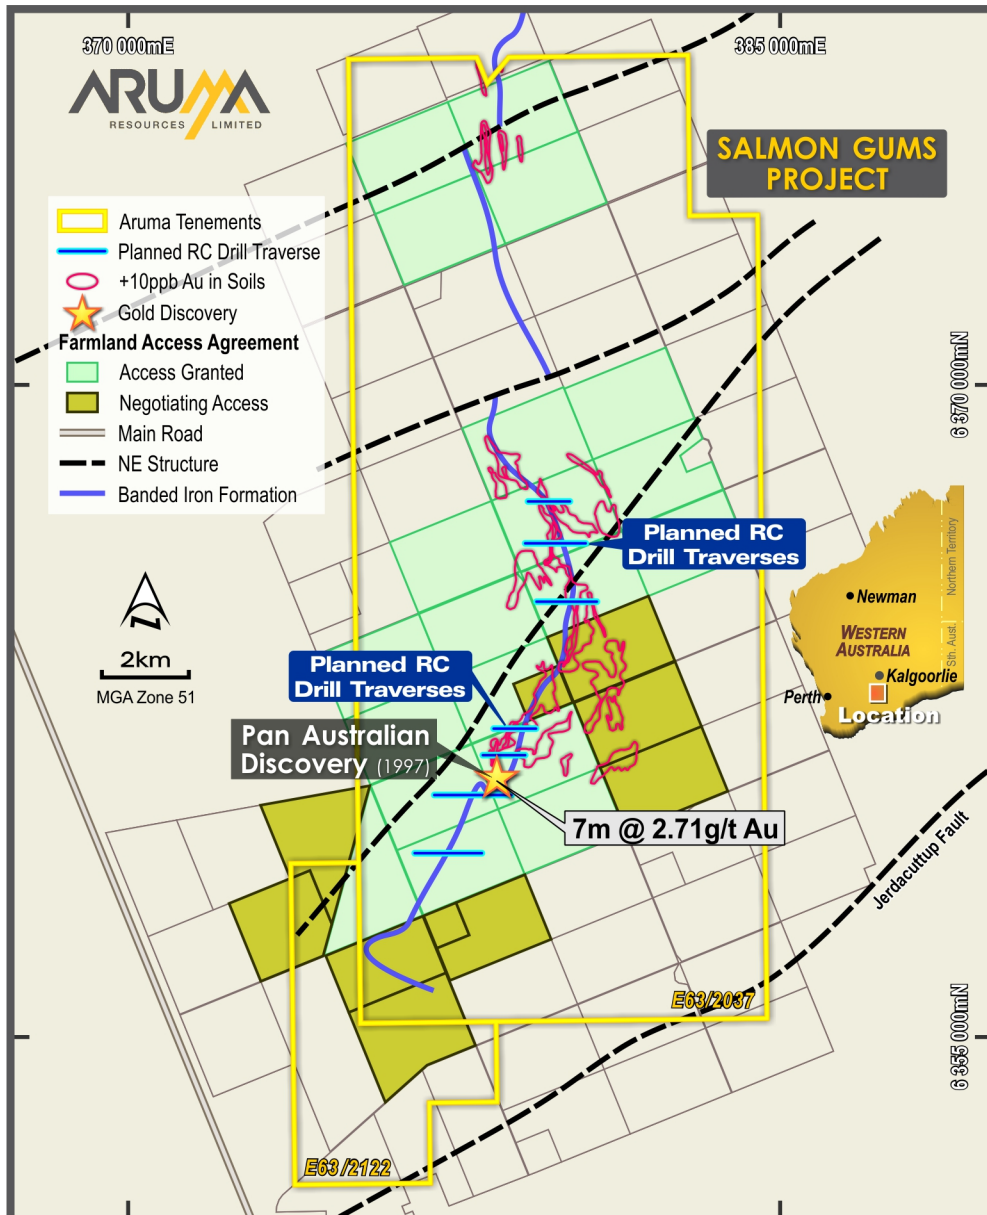 370 000mE
385 000mE
ARUMA
RESOURCES LIMITED
SALMON GUMS
PROJECT
Aruma Tenements
Planned RC Drill Traverse
+10ppb Au in Soils
Gold Discovery
Farmland Access Agreement
Access Granted
Negotiating Access
Main Road
NE Structure
Banded Iron Formation
6 370 000mN
Planned RC
Drill Traverses
N
2km
MGA Zone 51
Planned RC
Drill Traverses
Pan Australian
Discovery (1997)
7m @ 2.71g/t Au
Newman
WESTERN
AUSTRALIA
Kalgoorlie
Perth
Location
Northern Territory
Sth. Aust.
Jerdacuttup Fault
E63/2037
6 355 000mN
E63/2122